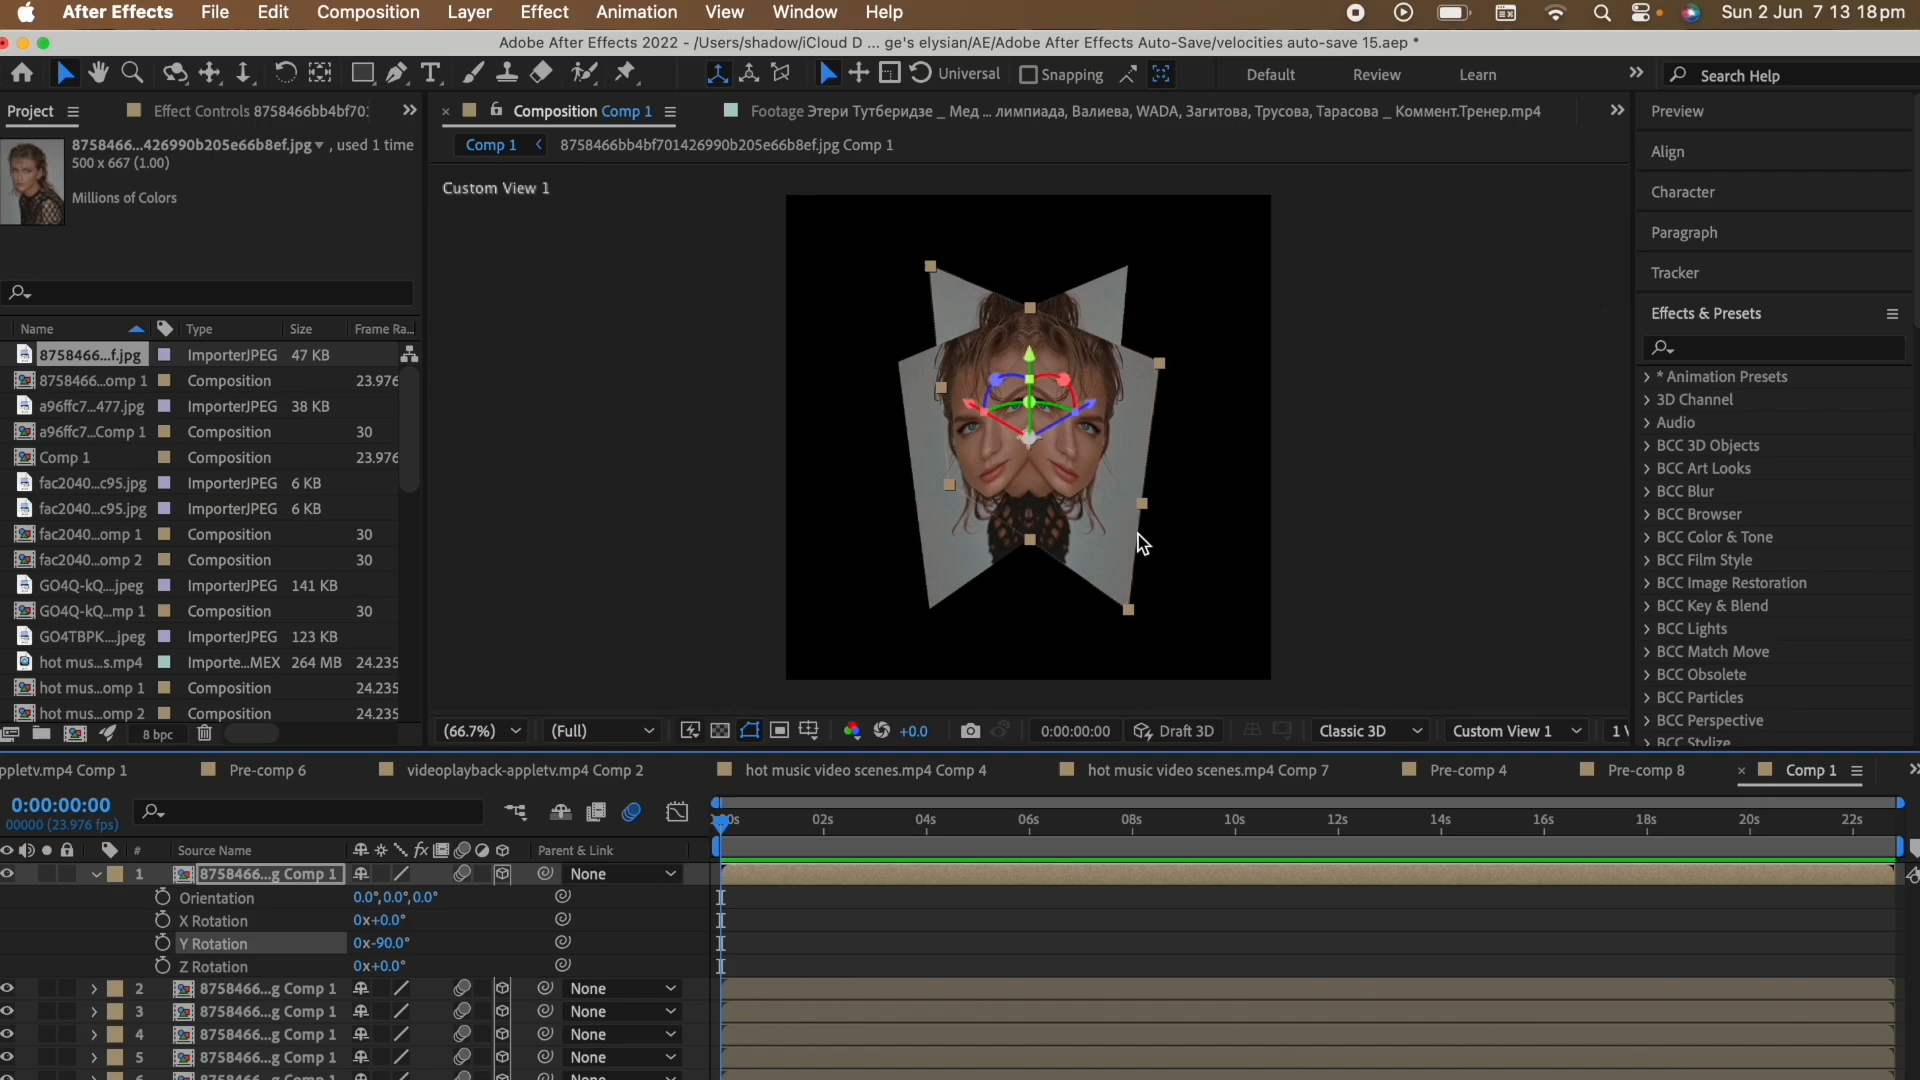 After Effects File Edit Composition Layer Effect Animation View Window Help Sun 2 Jun 7 13 18 pm
Adobe After Effects 2022 - /Users/shadow/iCloud D ... ge's elysian/AE/Adobe After Effects Auto-Save/velocities auto-save 15.aep *
Universal Snapping Default Review Learn Search Help
Project Effect Controls 8758466bb4bf70: Composition Comp 1 Footage Этери Тутберидзе _ Мед ... лимпиада, Валиева, WADA, Загитова, Трусова, Тарасова _ Коммент.Тренер.mp4 Preview
8758466...426990b205e66b8ef.jpg , used 1 time Comp 1 8758466bb4bf701426990b205e66b8ef.jpg Comp 1
500 x 667 (1.00) Align
Custom View 1 Character
Millions of Colors
Paragraph
Tracker
Effects & Presets
Name Type Size Frame Ra...
8758466...f.jpg ImporterJPEG 47 KB
8758466...omp 1 Composition 23.976
a96ffc7...477.jpg ImporterJPEG 38 KB
a96ffc7...Comp 1 Composition 30
Comp 1 Composition 23.976
fac2040...c95.jpg ImporterJPEG 6 KB
fac2040...c95.jpg ImporterJPEG 6 KB
fac2040...omp 1 Composition 30
fac2040...omp 2 Composition 30
GO4Q-kQ....jpeg ImporterJPEG 141 KB
GO4Q-kQ...mp 1 Composition 30
GO4TBPK....jpeg ImporterJPEG 123 KB
hot mus...s.mp4 Importe...MEX 264 MB 24.235
hot mus...omp 1 Composition 24.235
hot mus...omp 2 Composition 24.235
8 bpc
* Animation Presets
3D Channel
Audio
BCC 3D Objects
BCC Art Looks
BCC Blur
BCC Browser
BCC Color & Tone
BCC Film Style
BCC Image Restoration
BCC Key & Blend
BCC Lights
BCC Match Move
BCC Obsolete
BCC Particles
BCC Perspective
BCC Stylize
(66.7%) (Full) +0.0 0:00:00:00 Draft 3D Classic 3D Custom View 1 1 V
ppletv.mp4 Comp 1 Pre-comp 6 videoplayback-appletv.mp4 Comp 2 hot music video scenes.mp4 Comp 4 hot music video scenes.mp4 Comp 7 Pre-comp 4 Pre-comp 8 Comp 1
0:00:00:00
00000 (23.976 fps)
02s 04s 06s 08s 10s 12s 14s 16s 18s 20s 22s
# Source Name fx Parent & Link
1 8758466...g Comp 1 None
Orientation 0.0°,0.0°,0.0°
X Rotation 0x+0.0°
Y Rotation 0x-90.0°
Z Rotation 0x+0.0°
2 8758466...g Comp 1 None
3 8758466...g Comp 1 None
4 8758466...g Comp 1 None
5 8758466...g Comp 1 None